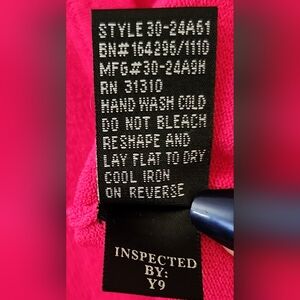 STYLE 30-24A61
BN#164296/1110
MFG#30-24A9H
RN 31310
HAND WASH COLD
DO NOT BLEACH
RESHAPE AND
LAY FLAT TO DRY
COOL IRON
ON REVERSE
INSPECTED
BY:
Y9